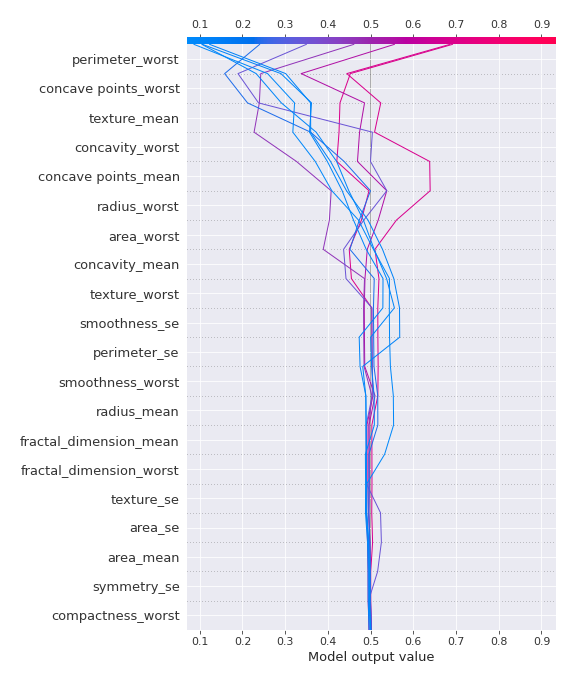 0.1 0.2 0.3 0.4 0.5 0.6 0.7 0.8 0.9
perimeter_worst
concave points_worst
texture_mean
concavity_worst
concave points_mean
radius_worst
area_worst
concavity_mean
texture_worst
smoothness_se
perimeter_se
smoothness_worst
radius_mean
fractal_dimension_mean
fractal_dimension_worst
texture_se
area_se
area_mean
symmetry_se
compactness_worst
0.1 0.2 0.3 0.4 0.5 0.6 0.7 0.8 0.9
Model output value